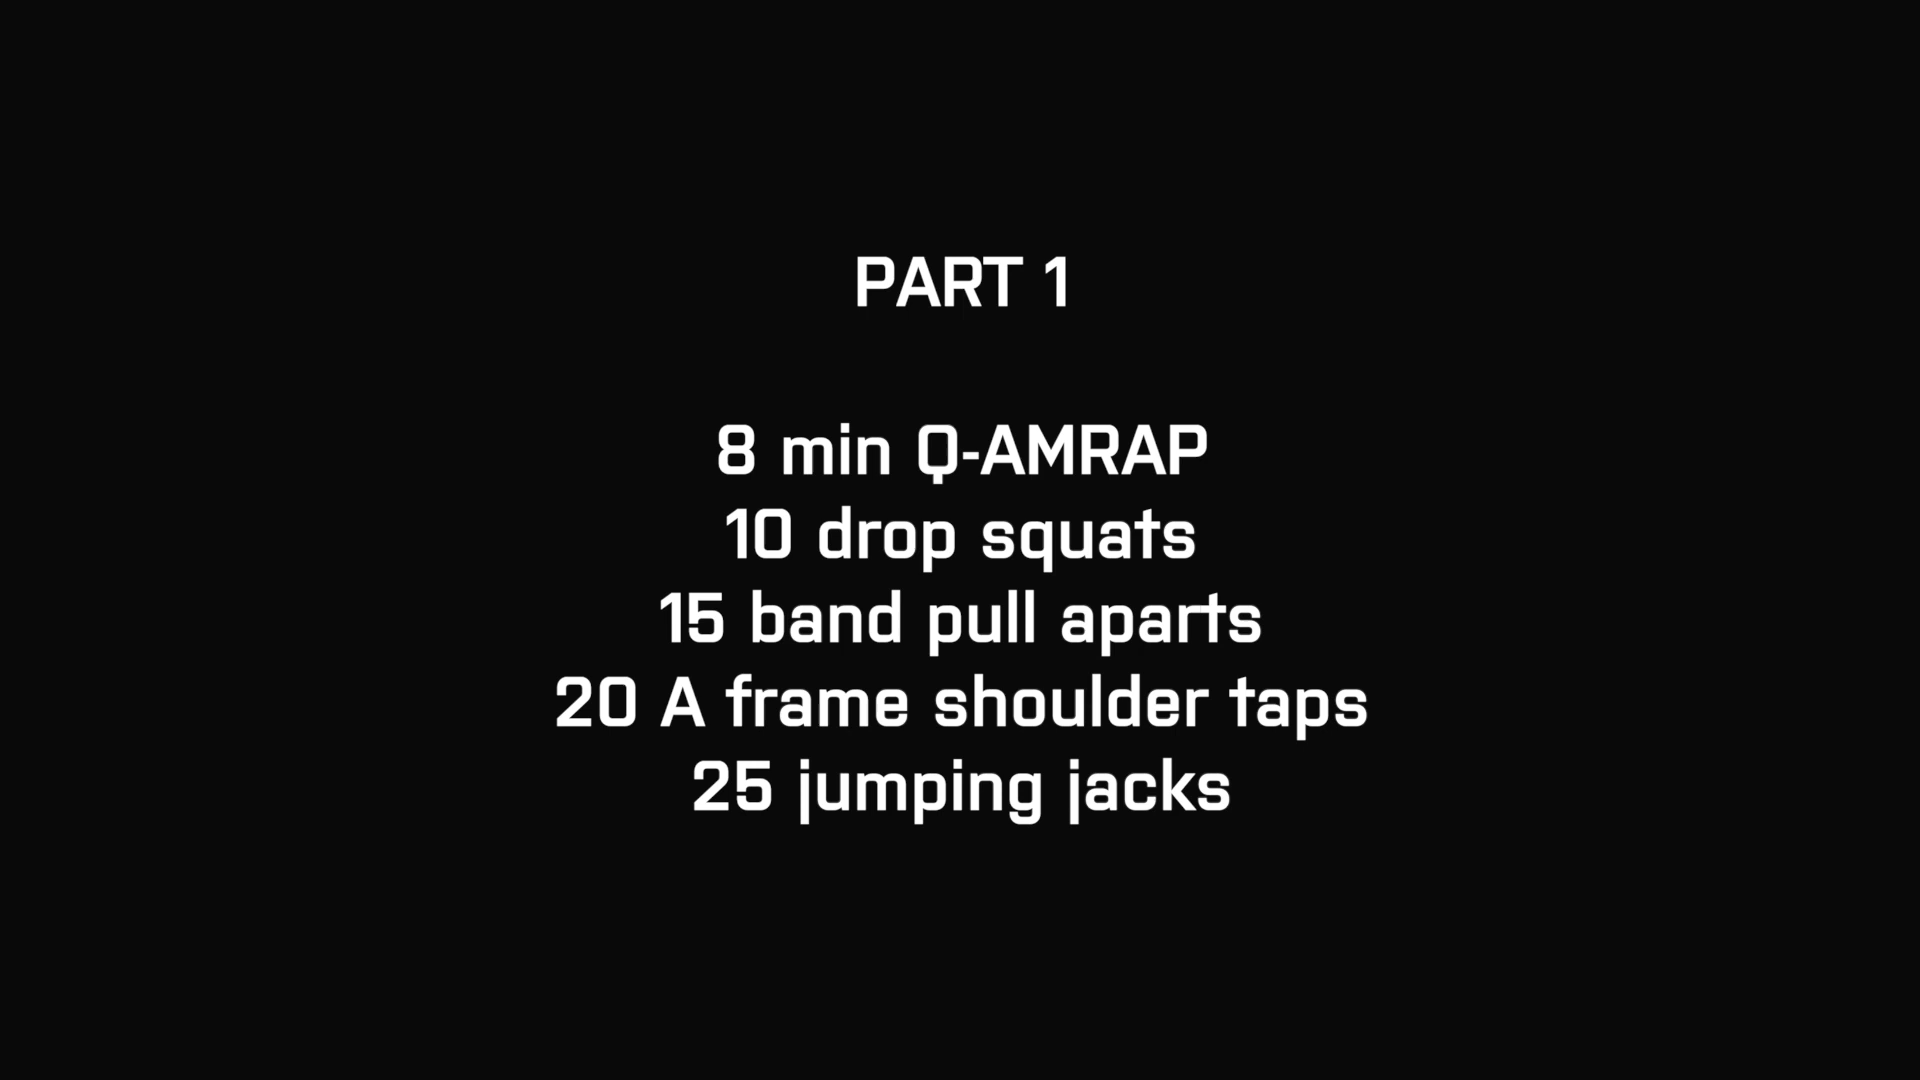 PART 1
8 min Q-AMRAP
10 drop squats
15 band pull aparts
20 A frame shoulder taps
25 jumping jacks